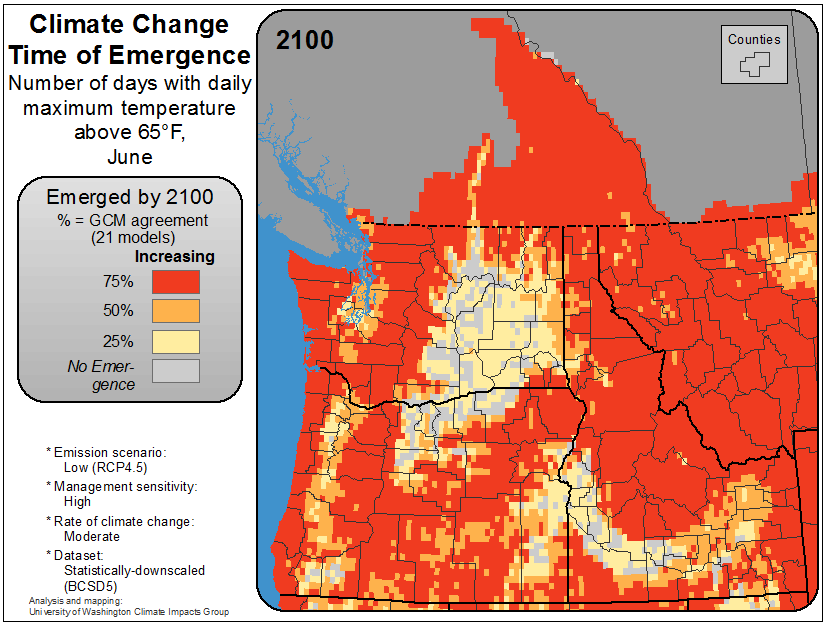 Climate Change
Time of Emergence
Number of days with daily
maximum temperature
above 65°F,
June
Emerged by 2100
% = GCM agreement
(21 models)
Increasing
75%
50%
25%
No Emer-
gence
* Emission scenario:
Low (RCP4.5)
* Management sensitivity:
High
* Rate of climate change:
Moderate
* Dataset:
Statistically-downscaled
(BCSD5)
Analysis and mapping:
University of Washington Climate Impacts Group
2100
Counties